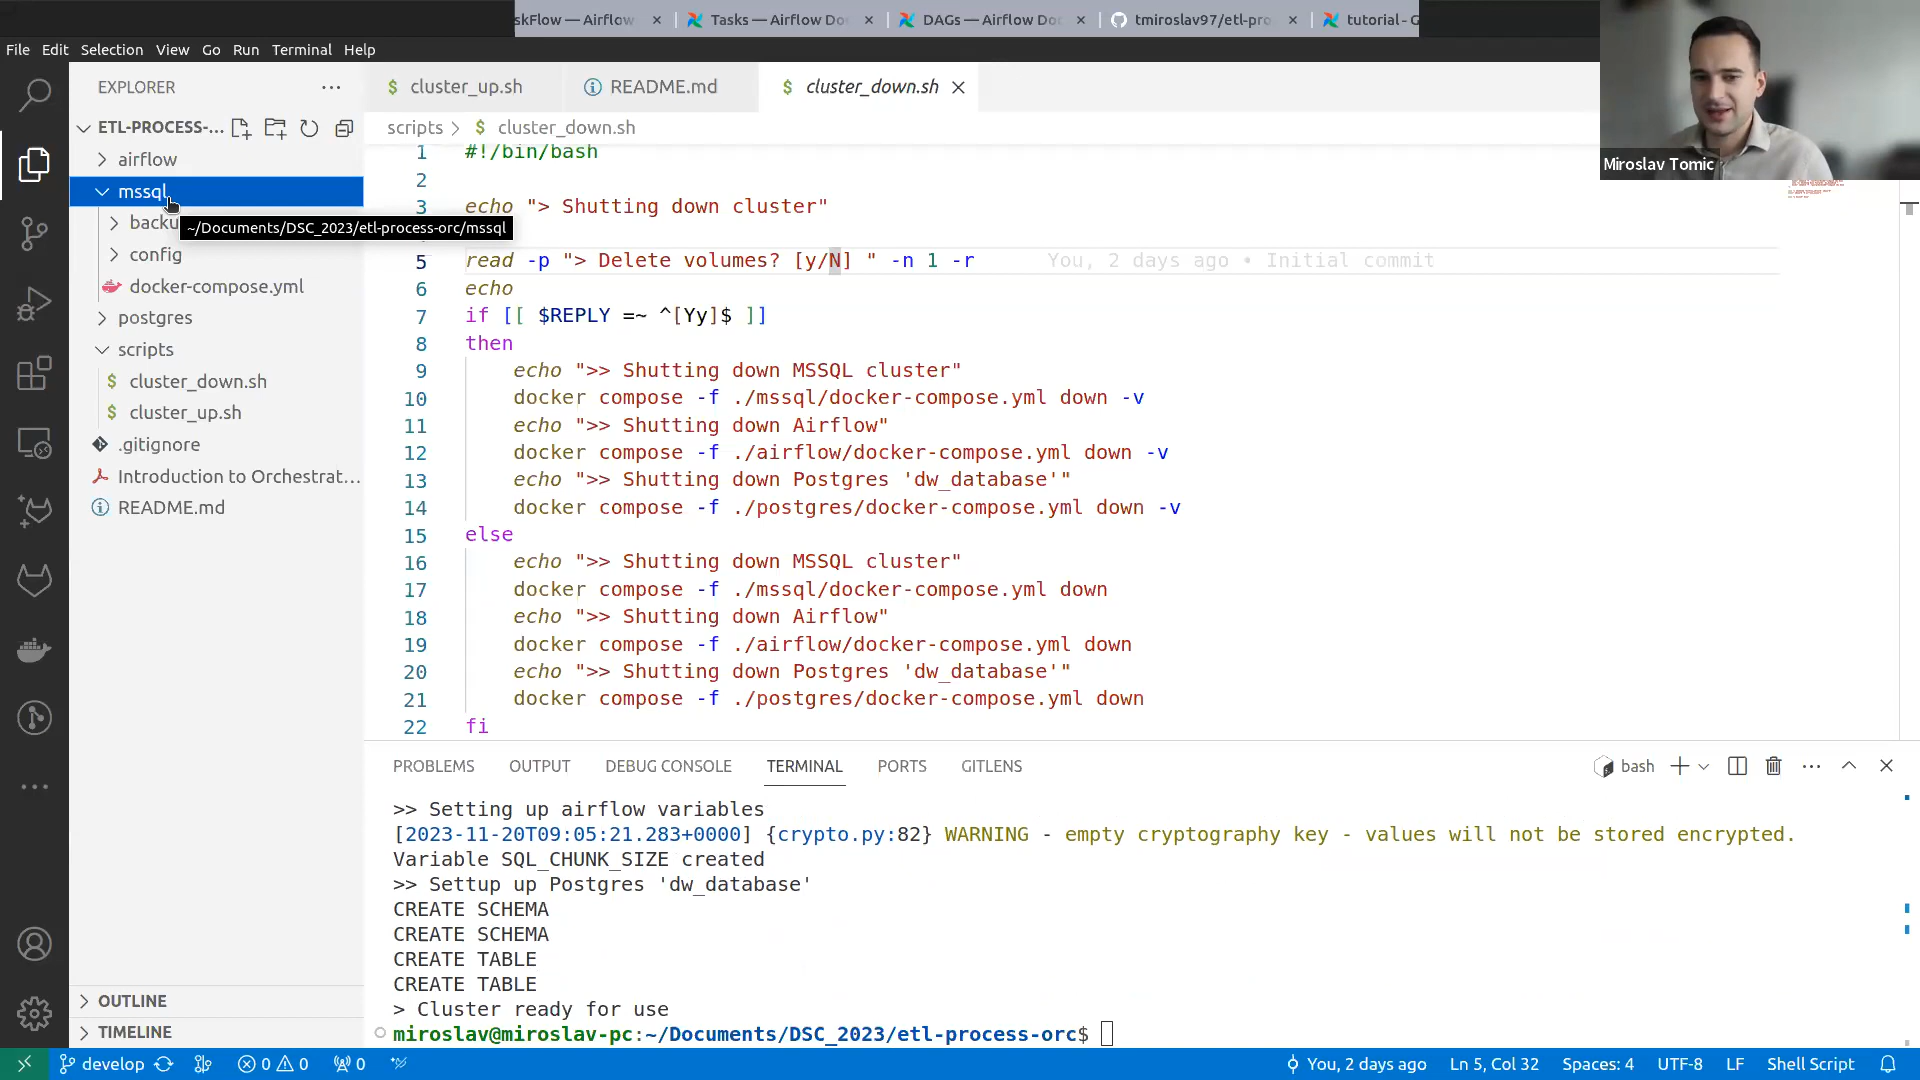 skFlow — Airflow
Tasks — Airflow Do
DAGs — Airflow Do
tmiroslav97/etl-pro
tutorial - G
File Edit Selection View Go Run Terminal Help
Miroslav Tomic
EXPLORER
ETL-PROCESS-...
airflow
mssql
backu
~/Documents/DSC_2023/etl-process-orc/mssql
config
docker-compose.yml
postgres
scripts
cluster_down.sh
cluster_up.sh
.gitignore
Introduction to Orchestrat...
README.md
OUTLINE
TIMELINE
cluster_up.sh
README.md
cluster_down.sh
scripts > $ cluster_down.sh
1 #!/bin/bash
2
3 echo "> Shutting down cluster"
5 read -p "> Delete volumes? [y/N] " -n 1 -r You, 2 days ago • Initial commit
6 echo
7 if [[ $REPLY =~ ^[Yy]$ ]]
8 then
9 echo ">> Shutting down MSSQL cluster"
10 docker compose -f ./mssql/docker-compose.yml down -v
11 echo ">> Shutting down Airflow"
12 docker compose -f ./airflow/docker-compose.yml down -v
13 echo ">> Shutting down Postgres 'dw_database'"
14 docker compose -f ./postgres/docker-compose.yml down -v
15 else
16 echo ">> Shutting down MSSQL cluster"
17 docker compose -f ./mssql/docker-compose.yml down
18 echo ">> Shutting down Airflow"
19 docker compose -f ./airflow/docker-compose.yml down
20 echo ">> Shutting down Postgres 'dw_database'"
21 docker compose -f ./postgres/docker-compose.yml down
22 fi
PROBLEMS OUTPUT DEBUG CONSOLE TERMINAL PORTS GITLENS
bash
>> Setting up airflow variables
[2023-11-20T09:05:21.283+0000] {crypto.py:82} WARNING - empty cryptography key - values will not be stored encrypted.
Variable SQL_CHUNK_SIZE created
>> Settup up Postgres 'dw_database'
CREATE SCHEMA
CREATE SCHEMA
CREATE TABLE
CREATE TABLE
> Cluster ready for use
miroslav@miroslav-pc:~/Documents/DSC_2023/etl-process-orc$
develop 0 0 0 You, 2 days ago Ln 5, Col 32 Spaces: 4 UTF-8 LF Shell Script